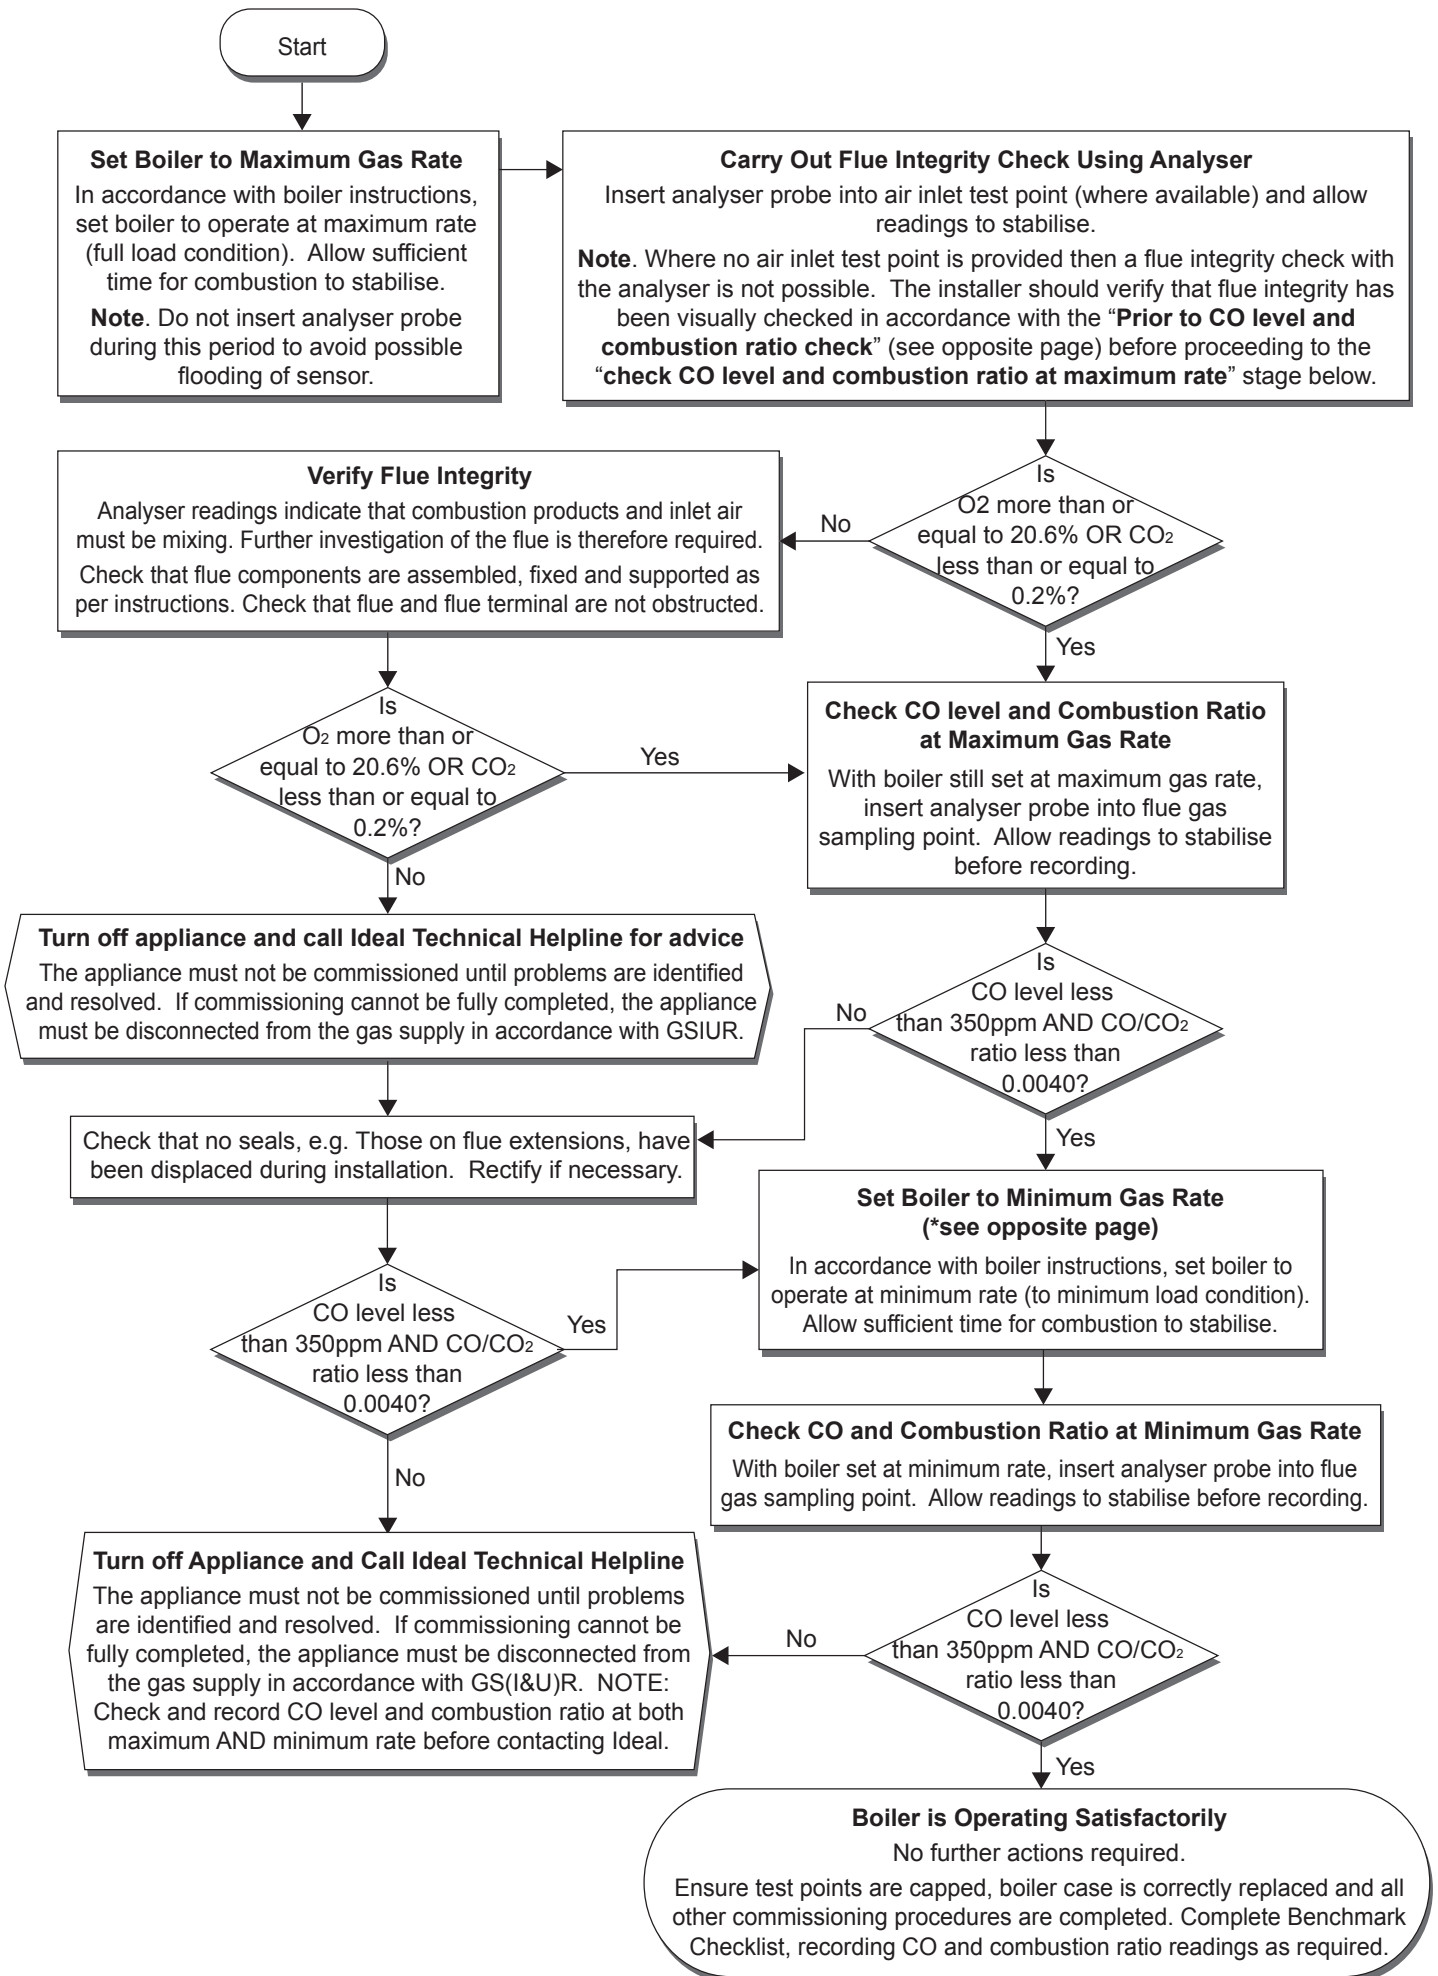 Start
Set Boiler to Maximum Gas Rate
In accordance with boiler instructions,
set boiler to operate at maximum rate
(full load condition). Allow sufficient
time for combustion to stabilise.
Note. Do not insert analyser probe
during this period to avoid possible
flooding of sensor.
Carry Out Flue Integrity Check Using Analyser
Insert analyser probe into air inlet test point (where available) and allow
readings to stabilise.
Note. Where no air inlet test point is provided then a flue integrity check with
the analyser is not possible. The installer should verify that flue integrity has
been visually checked in accordance with the “Prior to CO level and
combustion ratio check” (see opposite page) before proceeding to the
“check CO level and combustion ratio at maximum rate” stage below.
Is
O2 more than or
equal to 20.6% OR CO2
less than or equal to
0.2%?
No
Yes
Verify Flue Integrity
Analyser readings indicate that combustion products and inlet air
must be mixing. Further investigation of the flue is therefore required.
Check that flue components are assembled, fixed and supported as
per instructions. Check that flue and flue terminal are not obstructed.
Is
O2 more than or
equal to 20.6% OR CO2
less than or equal to
0.2%?
Yes
No
Check CO level and Combustion Ratio
at Maximum Gas Rate
With boiler still set at maximum gas rate,
insert analyser probe into flue gas
sampling point. Allow readings to stabilise
before recording.
Turn off appliance and call Ideal Technical Helpline for advice
The appliance must not be commissioned until problems are identified
and resolved. If commissioning cannot be fully completed, the appliance
must be disconnected from the gas supply in accordance with GSIUR.
Is
CO level less
than 350ppm AND CO/CO2
ratio less than
0.0040?
No
Yes
Check that no seals, e.g. Those on flue extensions, have
been displaced during installation. Rectify if necessary.
Set Boiler to Minimum Gas Rate
(*see opposite page)
In accordance with boiler instructions, set boiler to
operate at minimum rate (to minimum load condition).
Allow sufficient time for combustion to stabilise.
Is
CO level less
than 350ppm AND CO/CO2
ratio less than
0.0040?
Yes
No
Check CO and Combustion Ratio at Minimum Gas Rate
With boiler set at minimum rate, insert analyser probe into flue
gas sampling point. Allow readings to stabilise before recording.
Turn off Appliance and Call Ideal Technical Helpline
The appliance must not be commissioned until problems
are identified and resolved. If commissioning cannot be
fully completed, the appliance must be disconnected from
the gas supply in accordance with GS(I&U)R. NOTE:
Check and record CO level and combustion ratio at both
maximum AND minimum rate before contacting Ideal.
Is
CO level less
than 350ppm AND CO/CO2
ratio less than
0.0040?
No
Yes
Boiler is Operating Satisfactorily
No further actions required.
Ensure test points are capped, boiler case is correctly replaced and all
other commissioning procedures are completed. Complete Benchmark
Checklist, recording CO and combustion ratio readings as required.